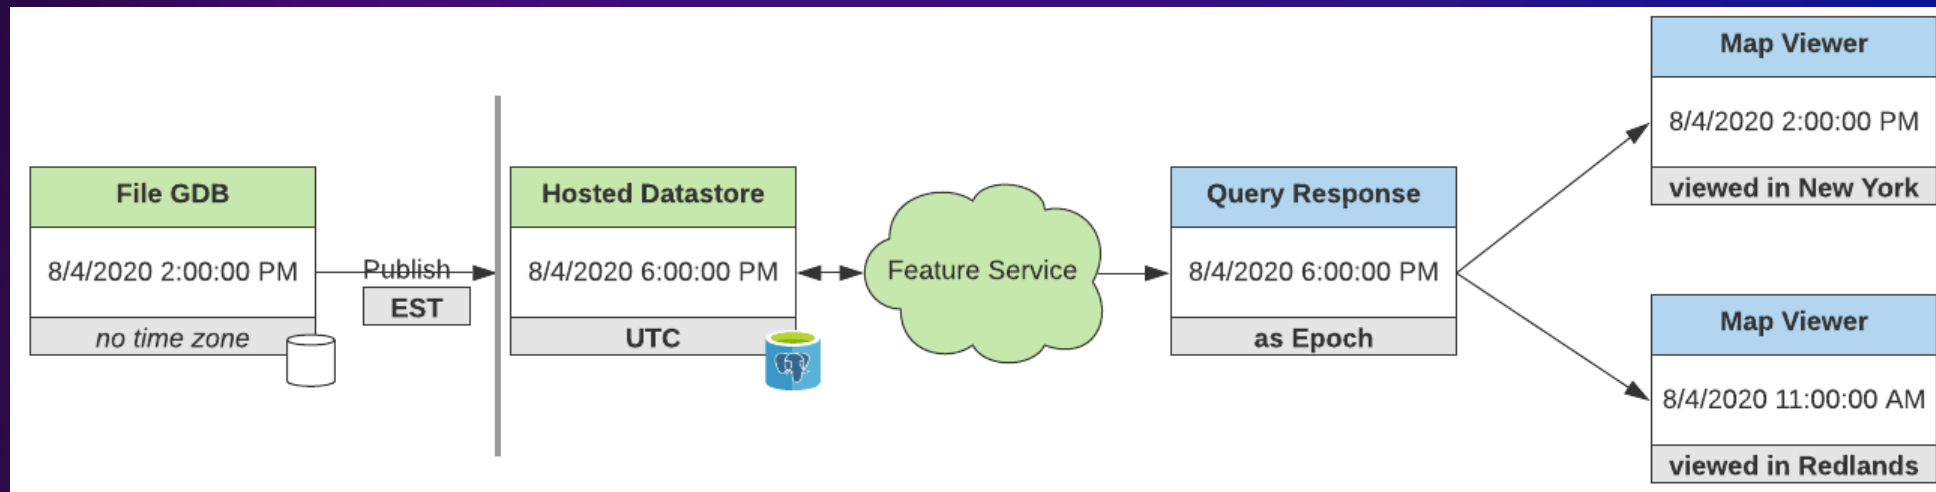 File GDB
8/4/2020 2:00:00 PM
no time zone
Publish
EST
Hosted Datastore
8/4/2020 6:00:00 PM
UTC
Feature Service
Query Response
8/4/2020 6:00:00 PM
as Epoch
Map Viewer
8/4/2020 2:00:00 PM
viewed in New York
Map Viewer
8/4/2020 11:00:00 AM
viewed in Redlands